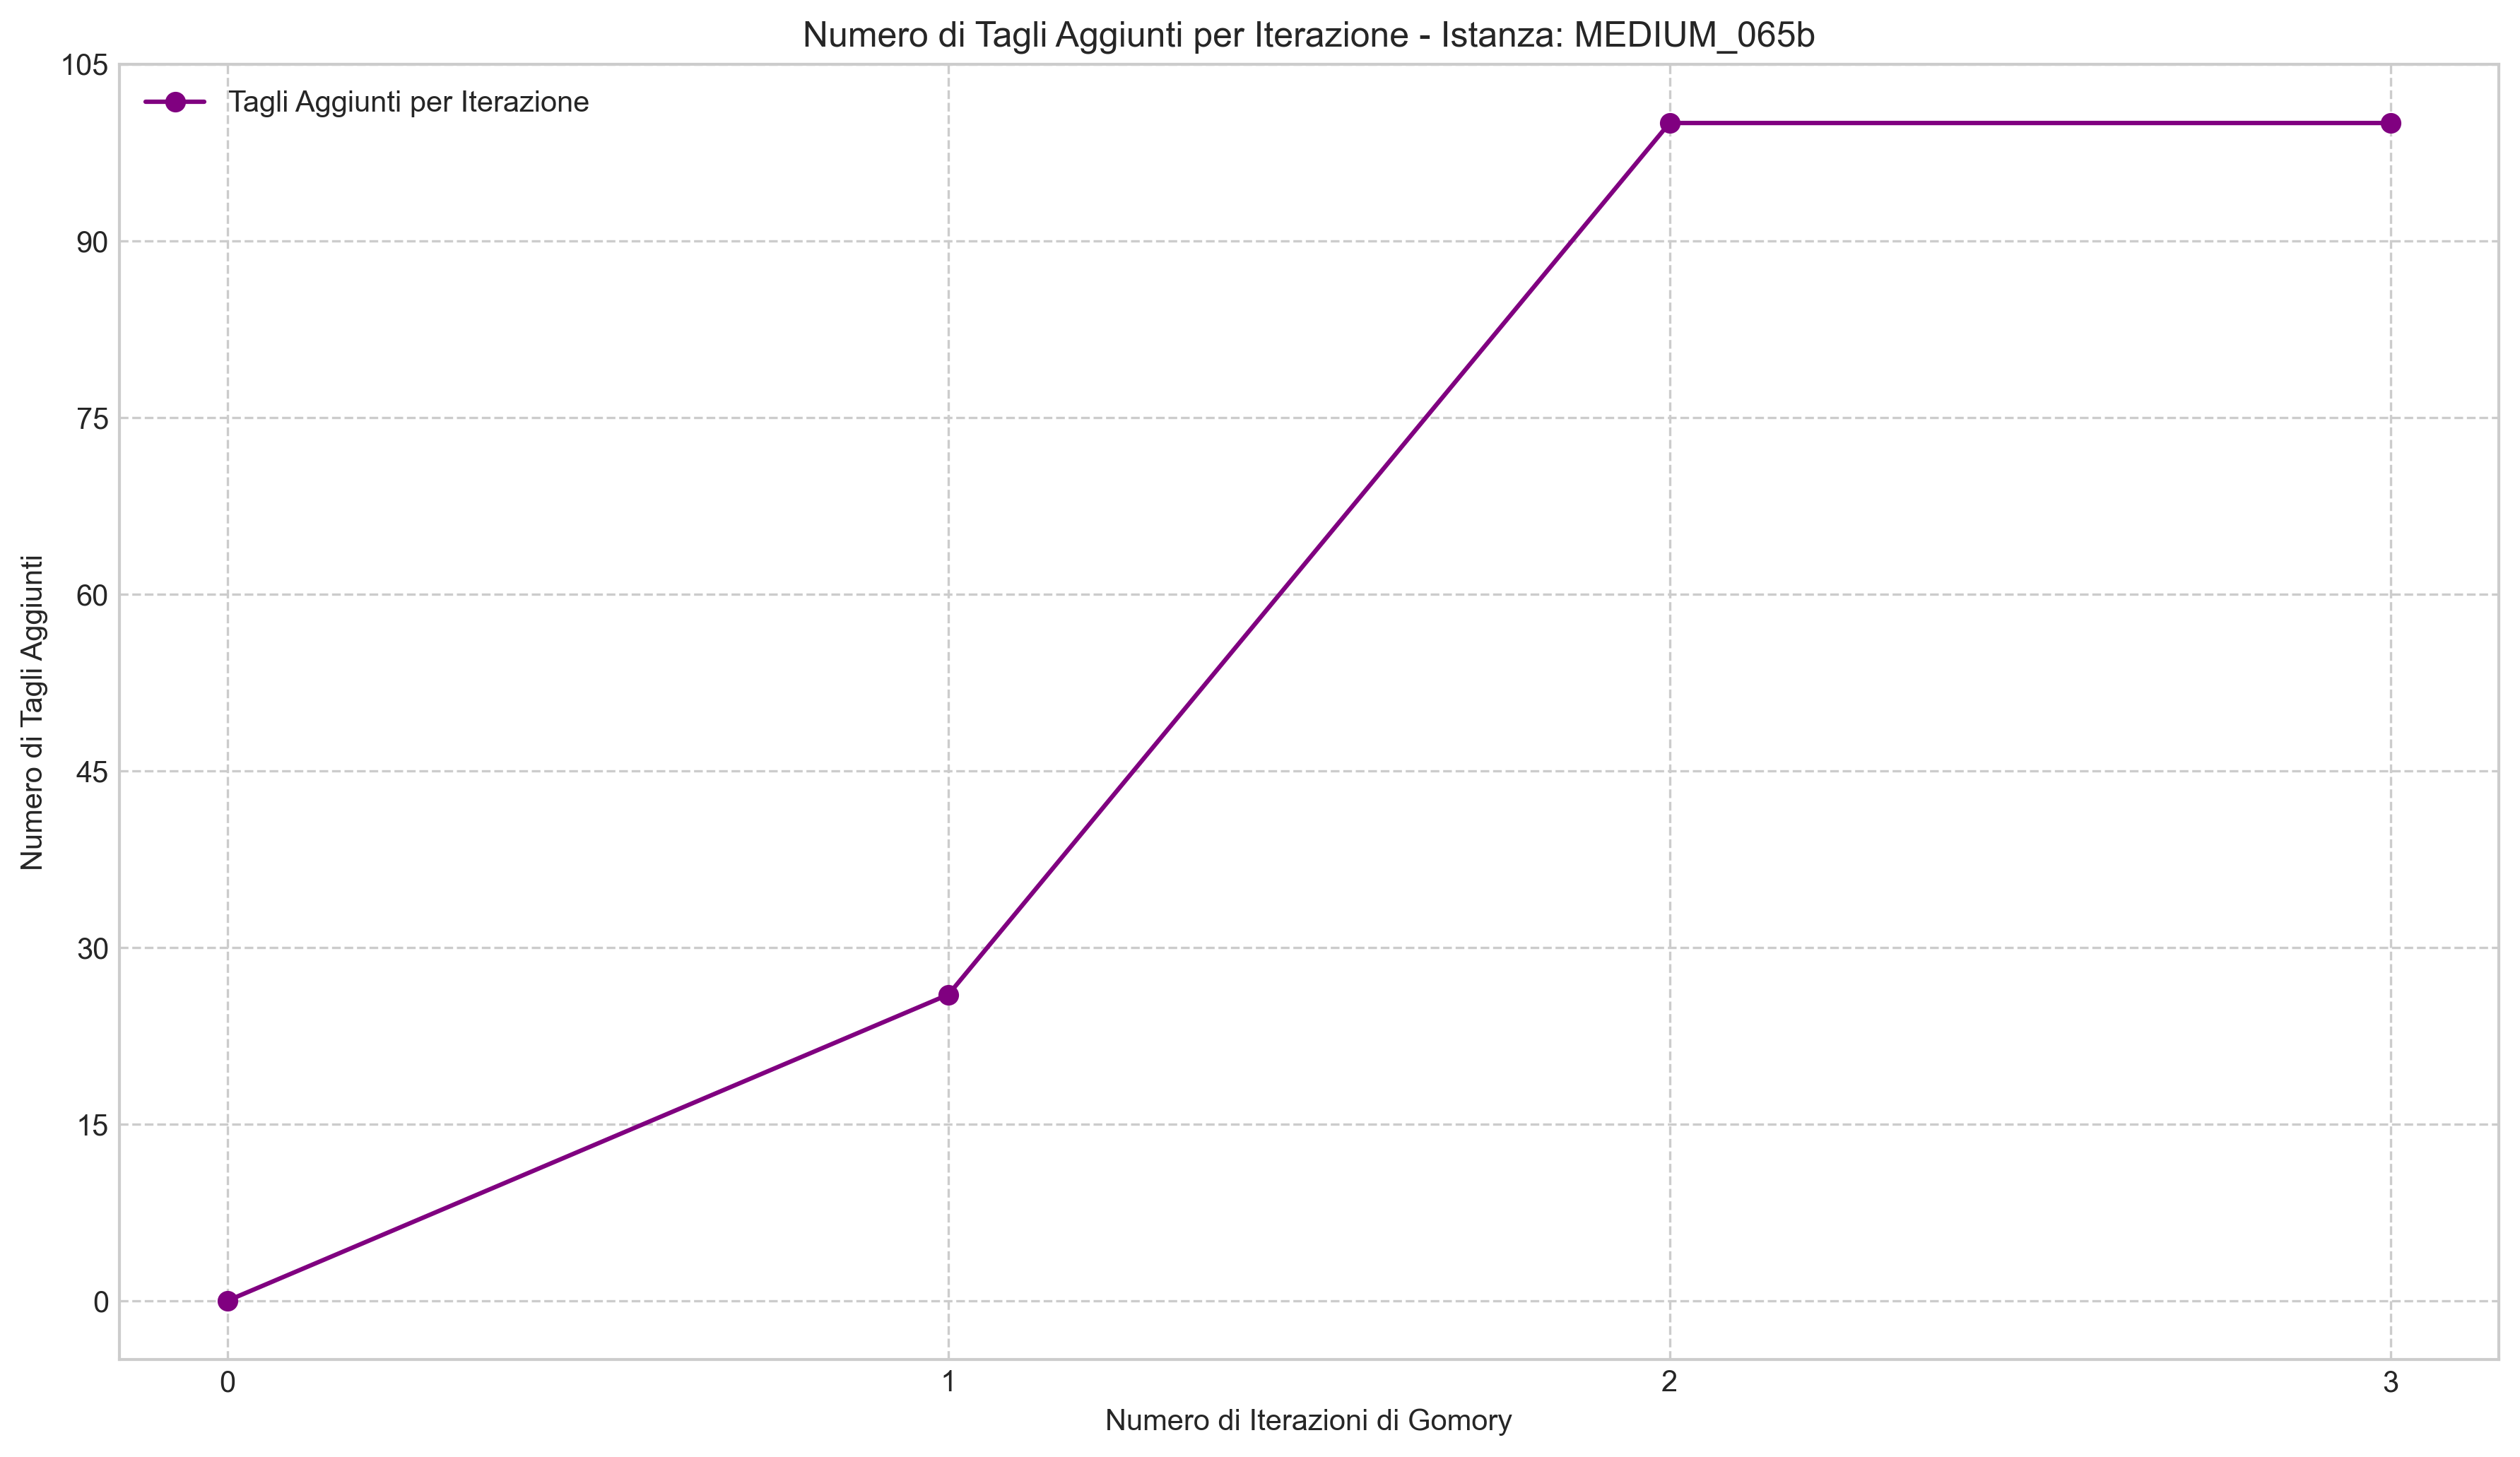 Numero di Tagli Aggiunti per Iterazione - Istanza: MEDIUM_065b
Tagli Aggiunti per Iterazione
105
90
75
60
45
30
15
0
Numero di Tagli Aggiunti
0 1 2 3
Numero di Iterazioni di Gomory